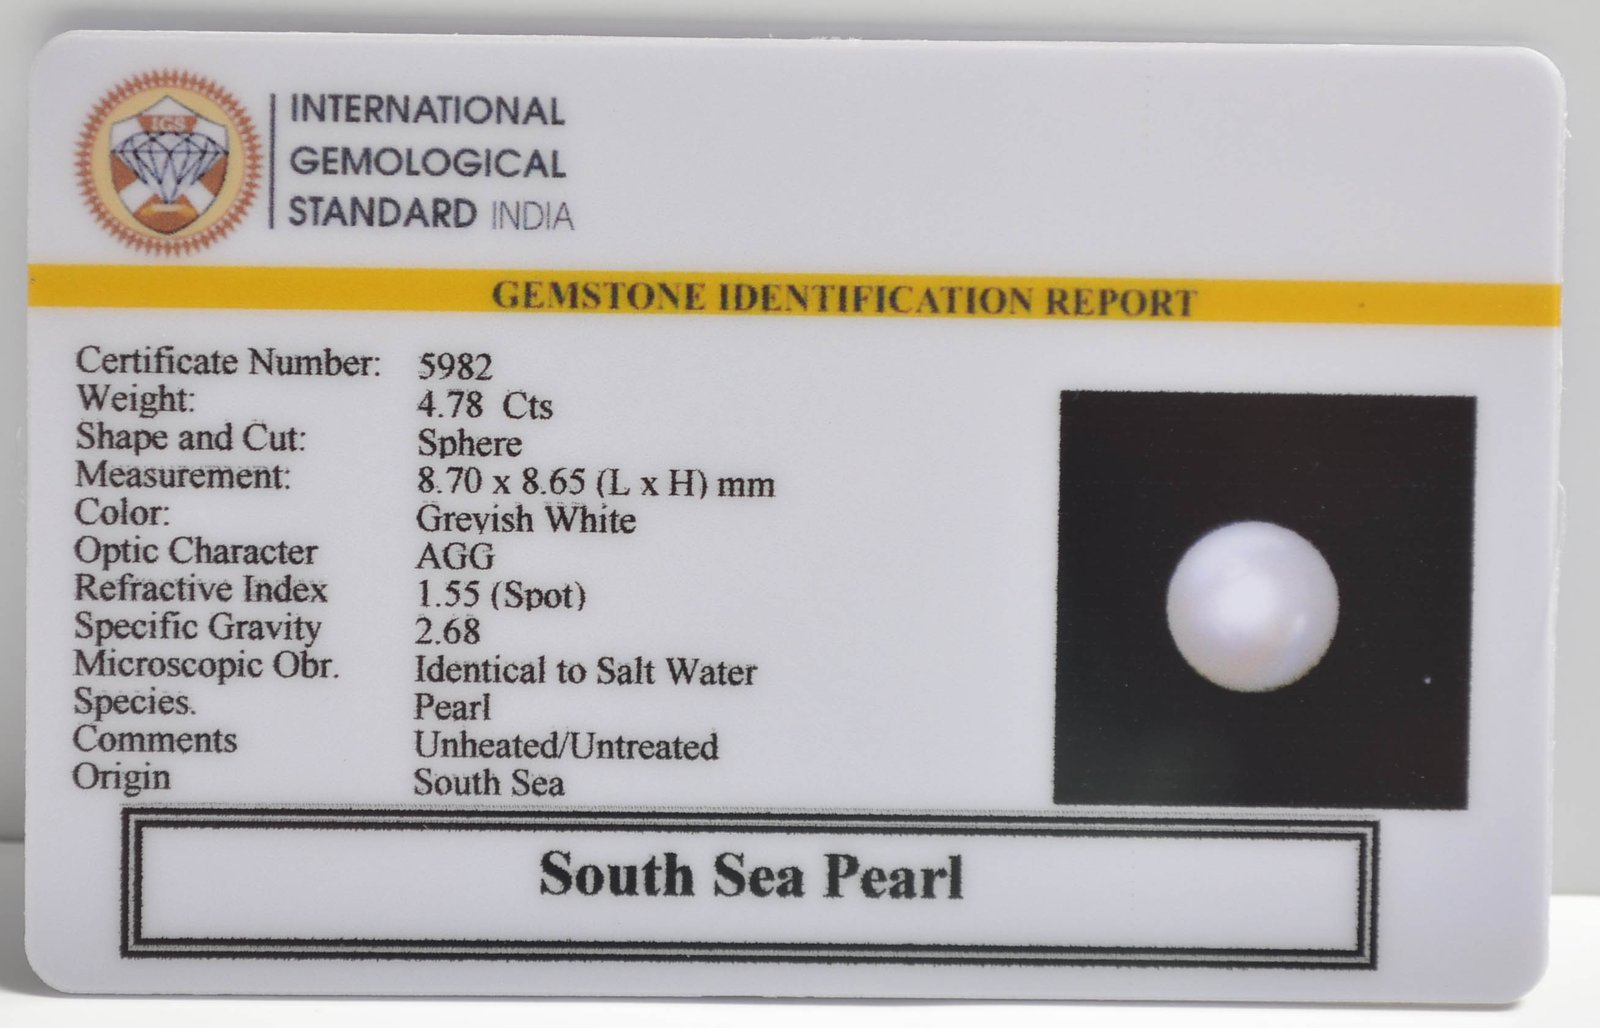 IGS
INTERNATIONAL
GEMOLOGICAL
STANDARD INDIA
GEMSTONE IDENTIFICATION REPORT
Certificate Number: 5982
Weight: 4.78 Cts
Shape and Cut: Sphere
Measurement: 8.70 x 8.65 (L x H) mm
Color: Greyish White
Optic Character AGG
Refractive Index 1.55 (Spot)
Specific Gravity 2.68
Microscopic Obr. Identical to Salt Water
Species. Pearl
Comments Unheated/Untreated
Origin South Sea
South Sea Pearl